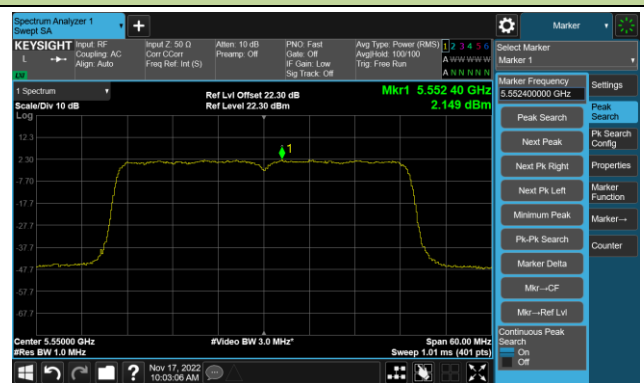 Spectrum Analyzer 1
Swept SA
Marker
KEYSIGHT
L
LW
Input: RF
Coupling: AC
Align: Auto
Input Z: 50 Ω
Corr CCorr
Freq Ref: Int (S)
Atten: 10 dB
Preamp: Off
PNO: Fast
Gate: Off
IF Gain: Low
Sig Track: Off
Avg Type: Power (RMS)
Avg|Hold: 100/100
Trig: Free Run
1 2 3 4 5 6
A W W W W W
A N N N N N
Select Marker
Marker 1
1 Spectrum
Scale/Div 10 dB
Log
Ref Lvl Offset 22.30 dB
Ref Level 22.30 dBm
Mkr1 5.552 40 GHz
2.149 dBm
1
12.3
2.30
-7.70
-17.7
-27.7
-37.7
-47.7
-57.7
-67.7
Center 5.55000 GHz
#Res BW 1.0 MHz
#Video BW 3.0 MHz*
Span 60.00 MHz
Sweep 1.01 ms (401 pts)
Marker Frequency
5.552400000 GHz
Peak Search
Next Peak
Next Pk Right
Next Pk Left
Minimum Peak
Pk-Pk Search
Marker Delta
Mkr→CF
Mkr→Ref Lvl
Continuous Peak
Search
On
Off
Settings
Peak
Search
Pk Search
Config
Properties
Marker
Function
Marker→
Counter
?
Nov 17, 2022
10:03:06 AM